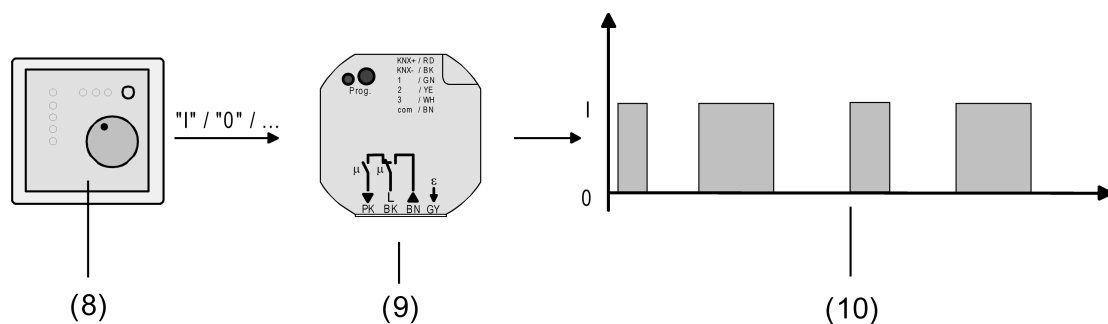 "I" / "0" / ...
KNX+ / RD
KNX- / BK
1 / GN
2 / YE
3 / WH
com / BN
Prog.
µ µ
ε
L
PK BK BN GY
I
0
(8)
(9)
(10)